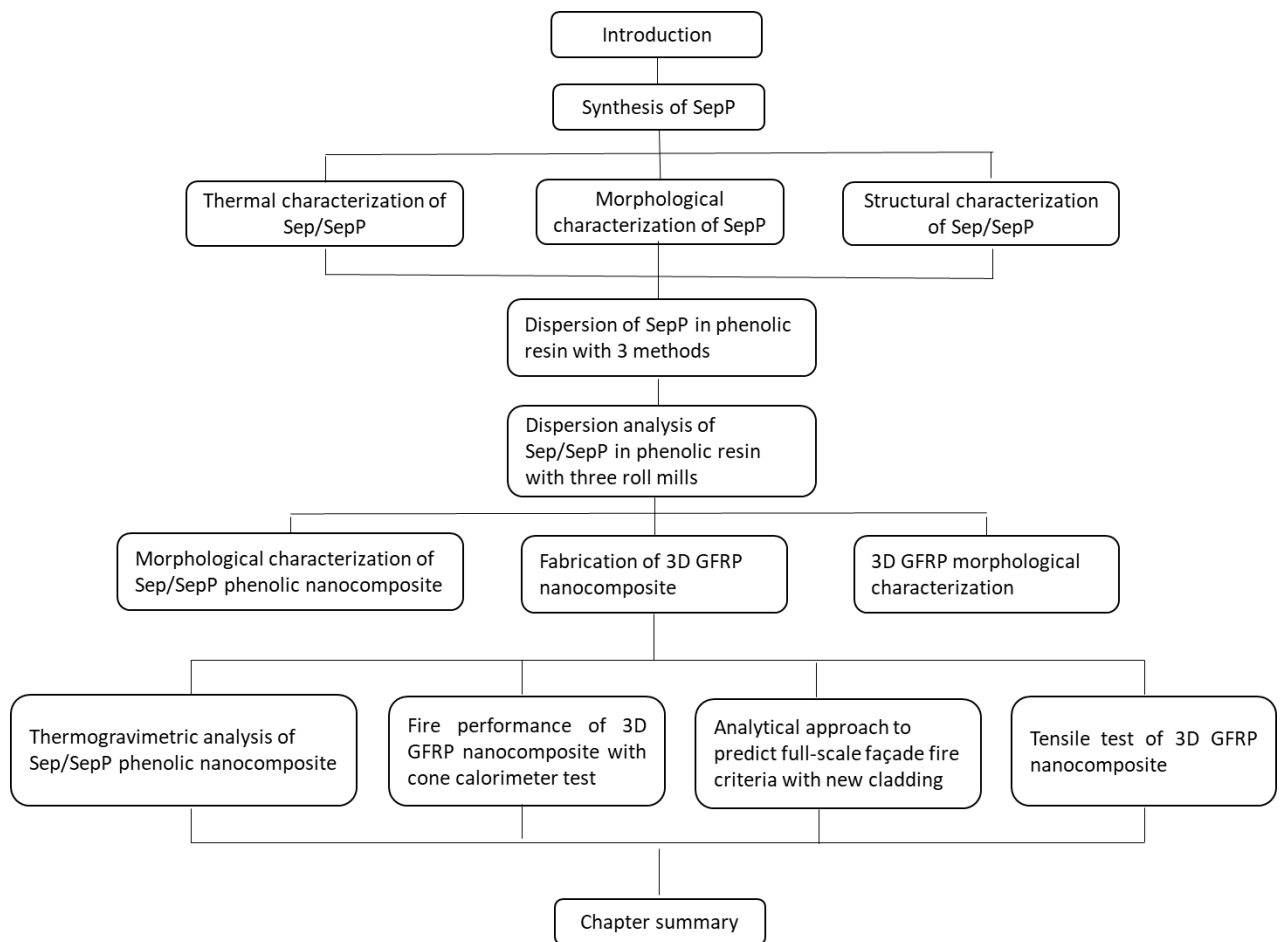 Introduction
Synthesis of SepP
Thermal characterization of
Sep/SepP
Morphological
characterization of SepP
Structural characterization
of Sep/SepP
Dispersion of SepP in phenolic
resin with 3 methods
Dispersion analysis of
Sep/SepP in phenolic resin
with three roll mills
Morphological characterization of
Sep/SepP phenolic nanocomposite
Fabrication of 3D GFRP
nanocomposite
3D GFRP morphological
characterization
Thermogravimetric analysis of
Sep/SepP phenolic nanocomposite
Fire performance of 3D
GFRP nanocomposite with
cone calorimeter test
Analytical approach to
predict full-scale façade fire
criteria with new cladding
Tensile test of 3D GFRP
nanocomposite
Chapter summary